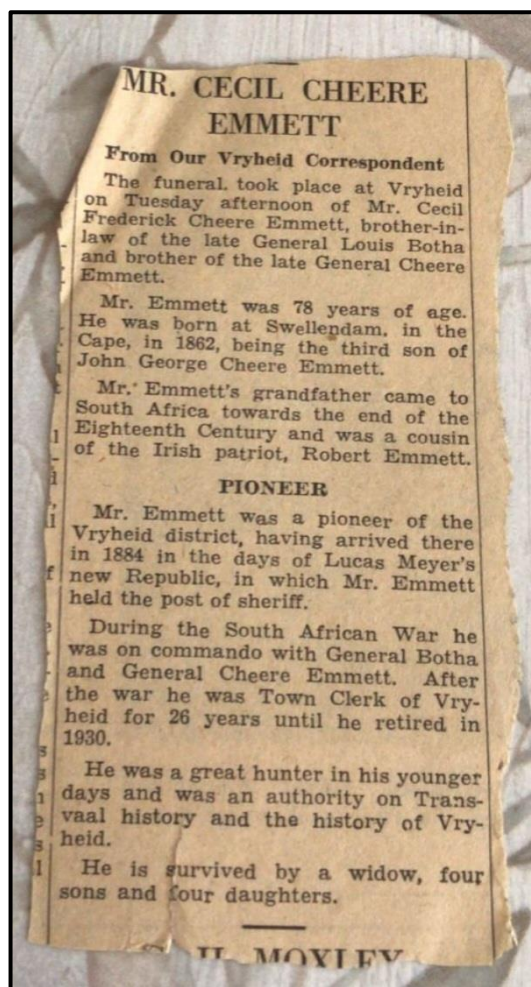 MR. CECIL CHEERE
EMMETT
From Our Vryheid Correspondent
The funeral. took place at Vryheid
on Tuesday afternoon of Mr. Cecil
Frederick Cheere Emmett, brother-in-
law of the late General Louis Botha
and brother of the late General Cheere
Emmett.
Mr. Emmett was 78 years of age.
He was born at Swellendam. in the
Cape, in 1862, being the third son of
John George Cheere Emmett.
Mr. Emmett's grandfather came to
South Africa towards the end of the
Eighteenth Century and was a cousin
of the Irish patriot, Robert Emmett.
PIONEER
Mr. Emmett was a pioneer of the
Vryheid district, having arrived there
in 1884 in the days of Lucas Meyer's
new Republic, in which Mr. Emmett
held the post of sheriff.
During the South African War he
was on commando with General Botha
and General Cheere Emmett. After
the war he was Town Clerk of Vry-
heid for 26 years until he retired in
1930.
He was a great hunter in his younger
days and was an authority on Trans-
vaal history and the history of Vry-
heid.
He is survived by a widow, four
sons and four daughters.
H. MOXLEY